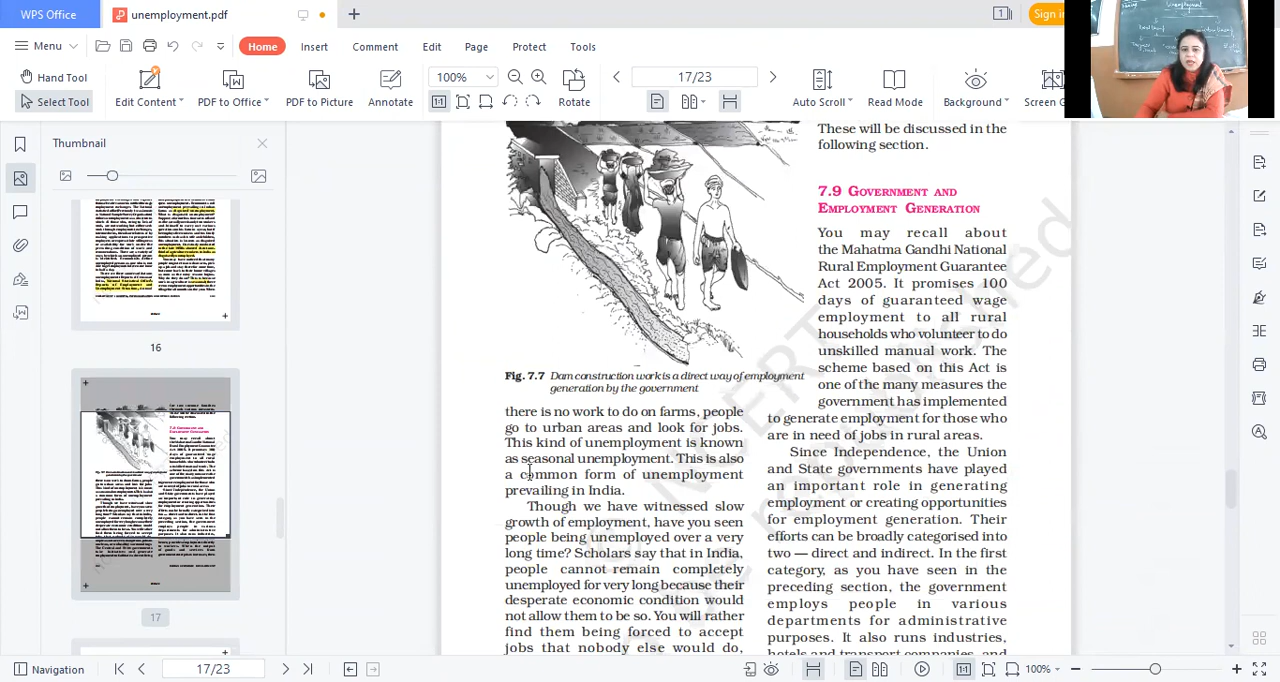 WPS Office
unemployment.pdf
Sign in
Menu
Home
Insert
Comment
Edit
Page
Protect
Tools
Hand Tool
Select Tool
Edit Content
PDF to Office
PDF to Picture
Annotate
100%
Rotate
17/23
Auto Scroll
Read Mode
Background
Screen G
Unemployment
Thumbnail
16
17
Fig. 7.7 Dam construction work is a direct way of employment
generation by the government
there is no work to do on farms, people
go to urban areas and look for jobs.
This kind of unemployment is known
as seasonal unemployment. This is also
a common form of unemployment
prevailing in India.
Though we have witnessed slow
growth of employment, have you seen
people being unemployed over a very
long time? Scholars say that in India,
people cannot remain completely
unemployed for very long because their
desperate economic condition would
not allow them to be so. You will rather
find them being forced to accept
jobs that nobody else would do,
These will be discussed in the
following section.
7.9 Government and
Employment Generation
You may recall about
the Mahatma Gandhi National
Rural Employment Guarantee
Act 2005. It promises 100
days of guaranteed wage
employment to all rural
households who volunteer to do
unskilled manual work. The
scheme based on this Act is
one of the many measures the
government has implemented
to generate employment for those who
are in need of jobs in rural areas.
Since Independence, the Union
and State governments have played
an important role in generating
employment or creating opportunities
for employment generation. Their
efforts can be broadly categorised into
two — direct and indirect. In the first
category, as you have seen in the
preceding section, the government
employs people in various
departments for administrative
purposes. It also runs industries,
hotels and transport companies, and
Navigation
17/23
100%